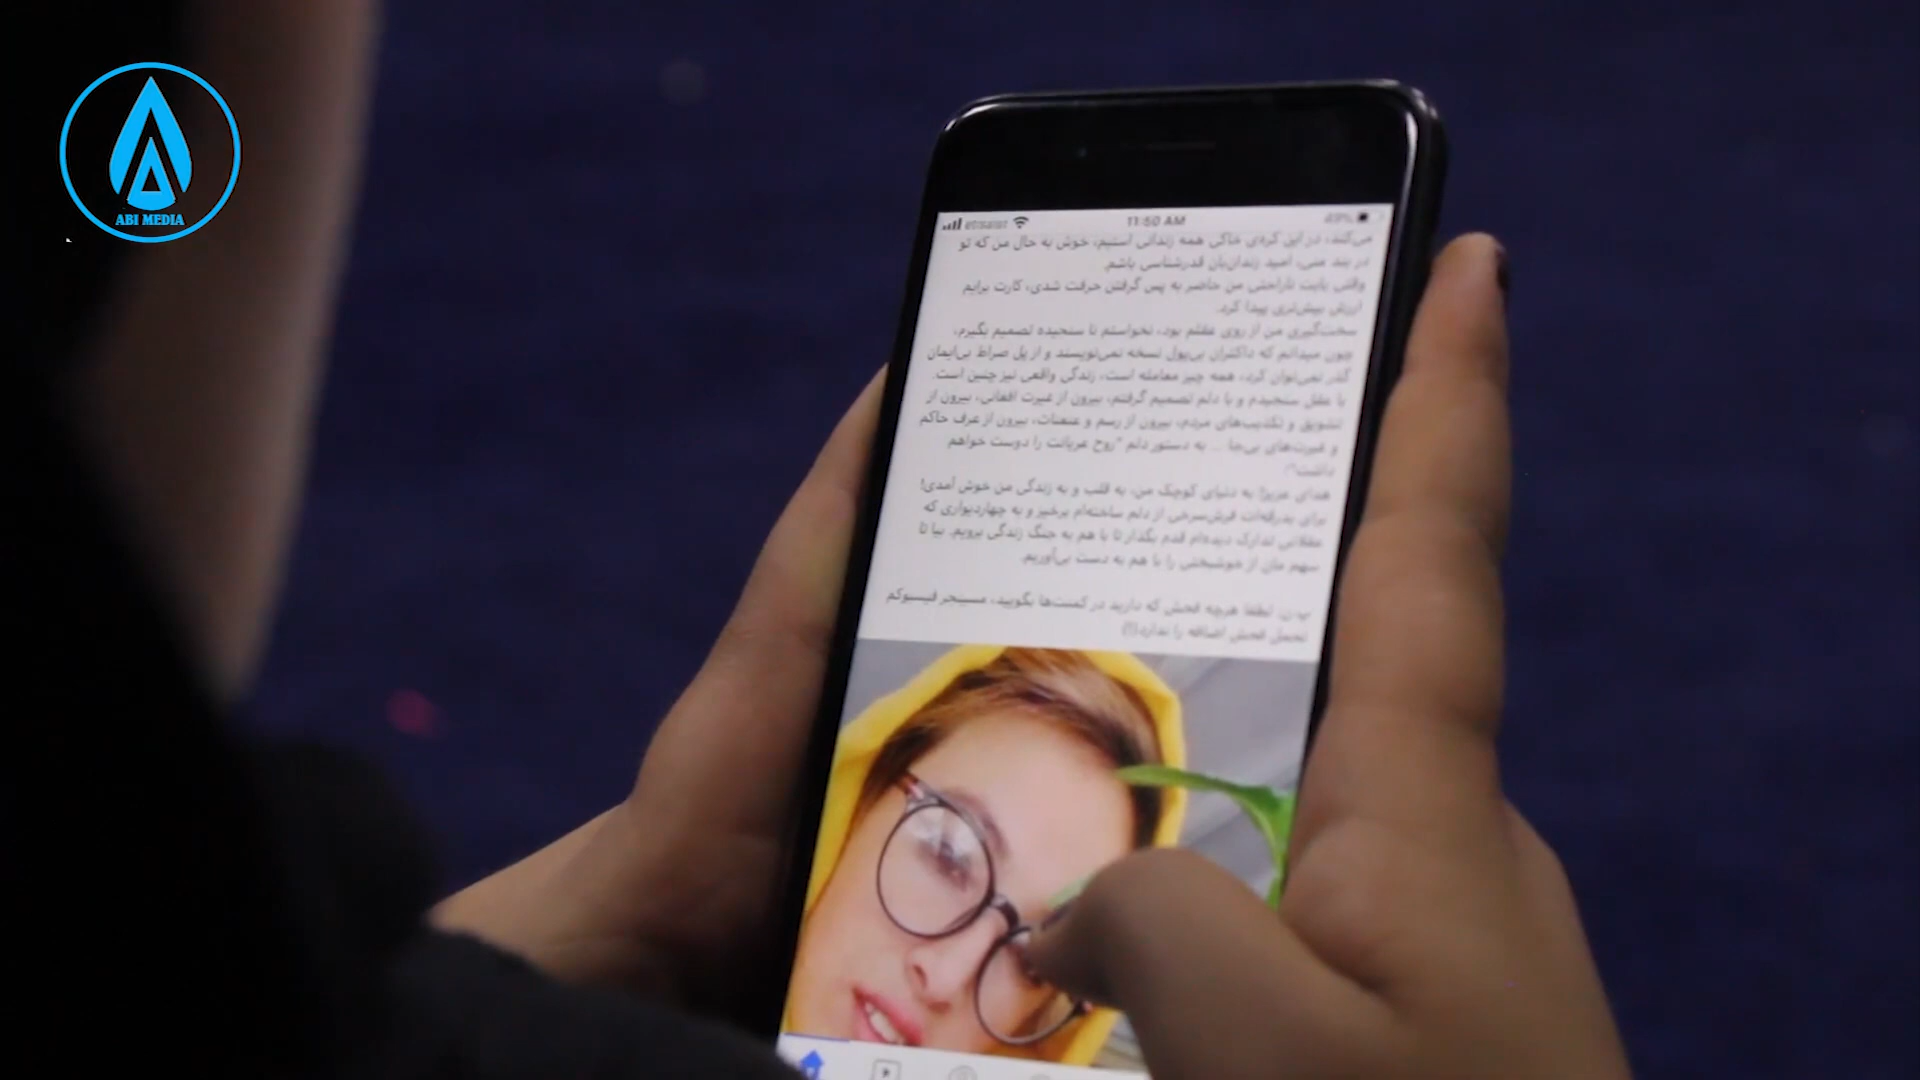 ABI MEDIA
etisalat 11:50 AM 49%
می‌کند، در این کره‌ی خاکی همه زندانی استیم، خوش به حال من که تو
در بند منی، امید زندان‌بان قدرشناسی باشم.
وقتی بابت ناراحتی من حاضر به پس گرفتن حرفت شدی، کارت برایم
ارزش بیش‌تری پیدا کرد.
سخت‌گیری من از روی عقلم بود، نخواستم نا سنجیده تصمیم بگیرم،
چون میدانم که داکتران بی‌پول نسخه نمی‌نویسند و از پل صراط بی‌ایمان
گذر نمی‌توان کرد، همه چیز معامله است، زندگی واقعی نیز چنین است.
با عقل سنجیدم و با دلم تصمیم گرفتم، بیرون از غیرت افغانی، بیرون از
تشویق و تکذیب‌های مردم، بیرون از رسم و عنعنات، بیرون از عرف حاکم
و غیرت‌های بی‌جا ... به دستور دلم "روح عریانت را دوست خواهم
داشت"!
هدای عزیز! به دنیای کوچک من، به قلب و به زندگی من خوش آمدی!
برای بدرقه‌ات فرش‌سرخی از دلم ساخته‌ام برخیز و به چهاردیواری که
عقلانی تدارک دیده‌ام قدم بگذار تا با هم به جنگ زندگی برویم. بیا تا
سهم مان از خوشبختی را با هم به دست بی‌آوریم.
پ.ن. لطفا هرچه فحش که دارید در کمنت‌ها بگویید، مسینجر فیسبوکم
تحمل فحش اضافه را ندارد(!)